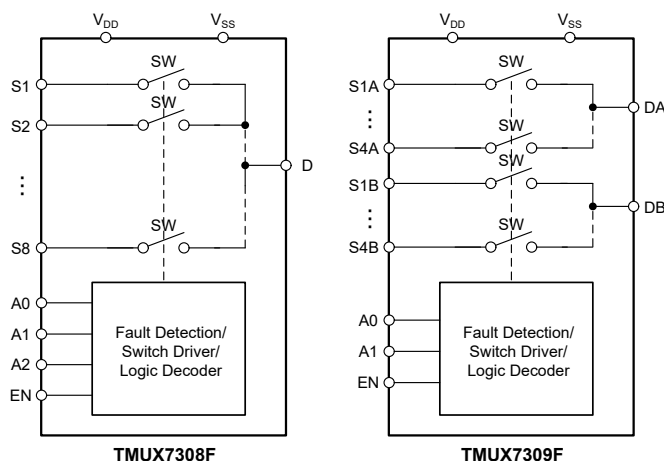 VDD VSS
SW
S1
SW
S2
...
D
SW
S8
A0
A1
A2
EN
Fault Detection/
Switch Driver/
Logic Decoder
TMUX7308F
VDD VSS
SW
S1A
...
DA
SW
S4A
SW
S1B
...
DB
SW
S4B
A0
A1
EN
Fault Detection/
Switch Driver/
Logic Decoder
TMUX7309F